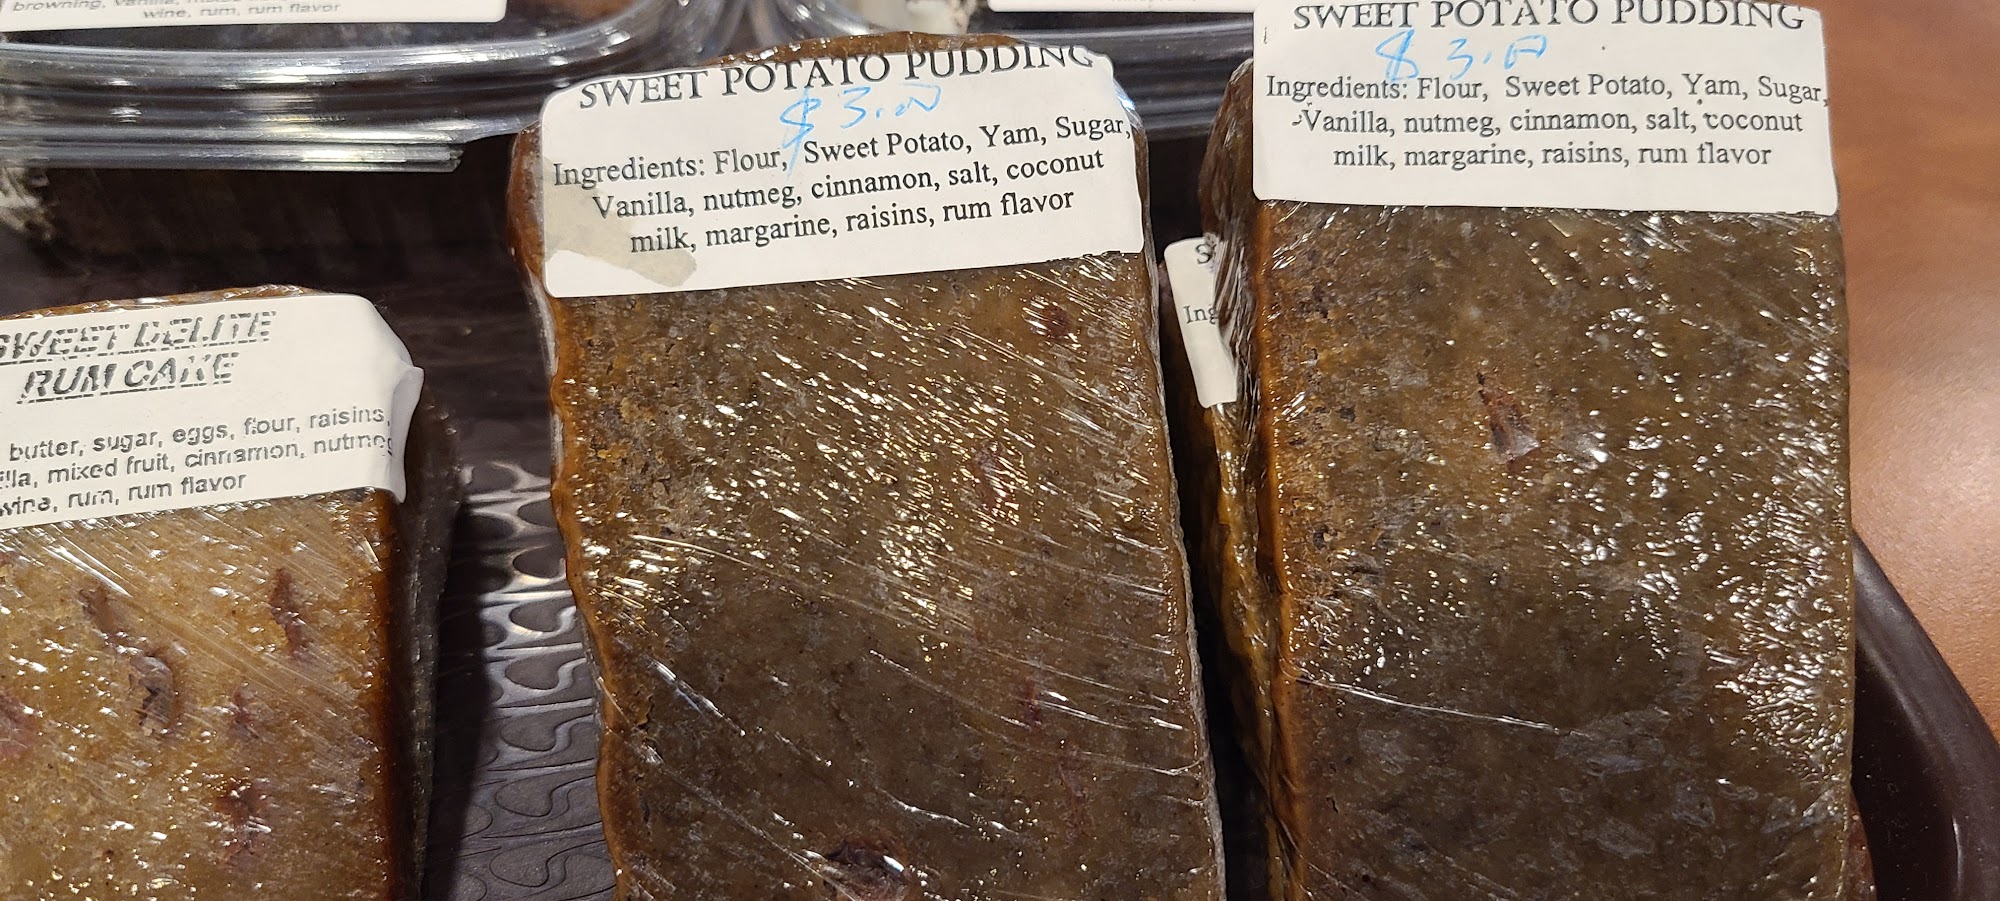 wine, rum, rum flavor
SWEET POTATO PUDDING
$3.00
Ingredients: Flour, Sweet Potato, Yam, Sugar,
Vanilla, nutmeg, cinnamon, salt, coconut
milk, margarine, raisins, rum flavor
SWEET POTATO PUDDING
$3.00
Ingredients: Flour, Sweet Potato, Yam, Sugar,
Vanilla, nutmeg, cinnamon, salt, coconut
milk, margarine, raisins, rum flavor
SWEET DELITE
RUM CAKE
butter, sugar, eggs, flour, raisins,
mixed fruit, cinnamon, nutmeg
wine, rum, rum flavor